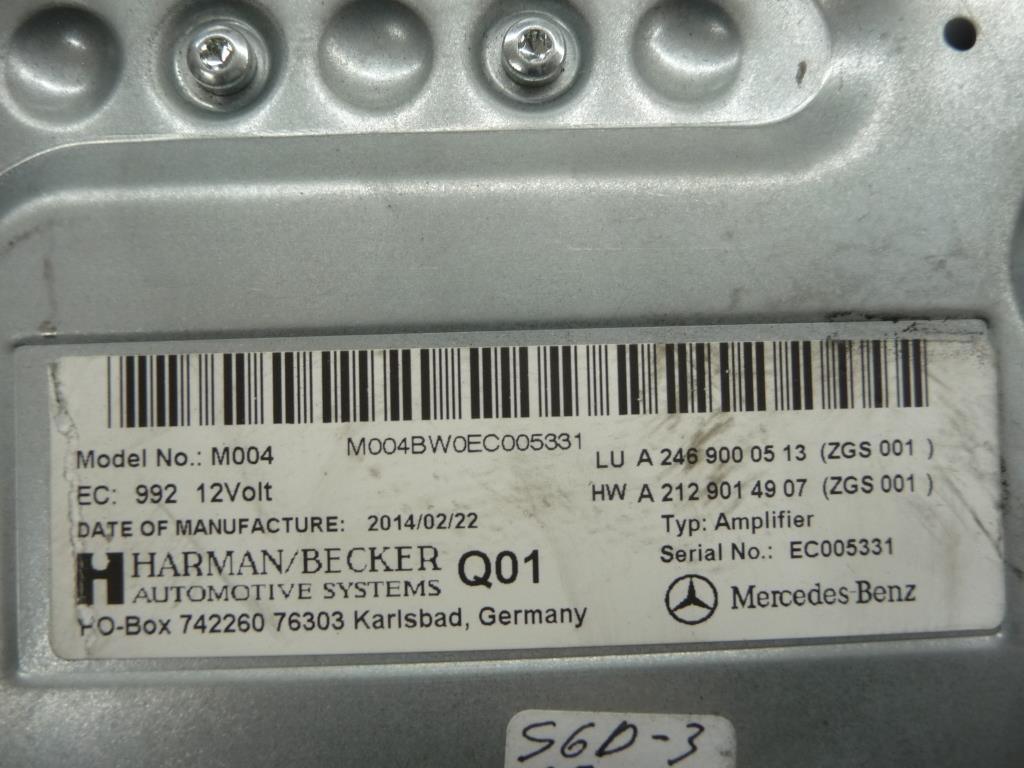 M004BW0EC005331
Model No.: M004
EC: 992 12Volt
DATE OF MANUFACTURE: 2014/02/22
HARMAN/BECKER
AUTOMOTIVE SYSTEMS
Q01
PO-Box 742260 76303 Karlsbad, Germany
LU A 246 900 05 13 (ZGS 001 )
HW A 212 901 49 07 (ZGS 001 )
Typ: Amplifier
Serial No.: EC005331
Mercedes-Benz
S6D-3